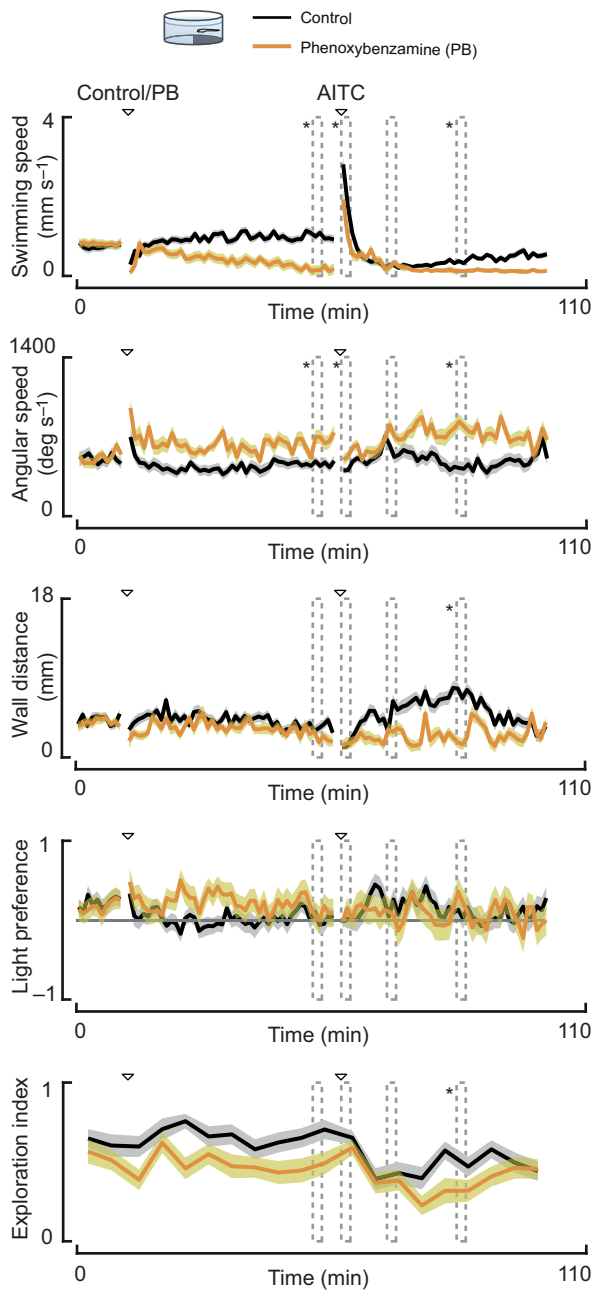 Control
Phenoxybenzamine (PB)
Control/PB
AITC
Swimming speed
(mm s−1)
4
0
* * *
0
110
Time (min)
Angular speed
(deg s−1)
1400
0
* * *
0
110
Time (min)
Wall distance
(mm)
18
0
*
0
110
Time (min)
Light preference
1
−1
0
110
Time (min)
Exploration index
1
0
*
0
110
Time (min)